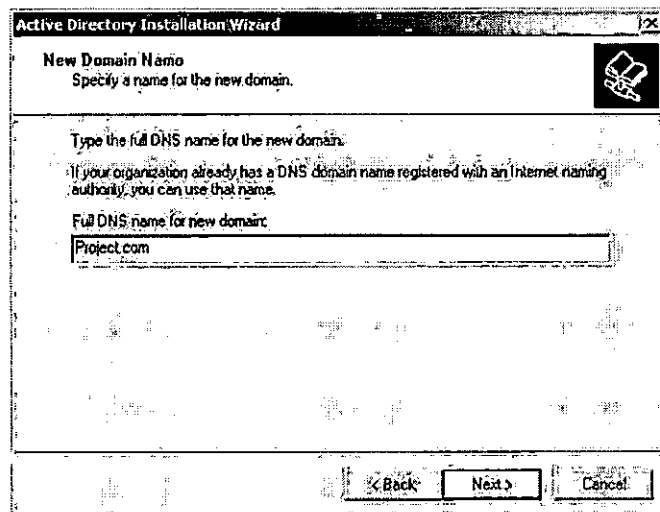 Active Directory Installation Wizard
New Domain Name
Specify a name for the new domain.
Type the full DNS name for the new domain.
If your organization already has a DNS domain name registered with an Internet naming
authority, you can use that name.
Full DNS name for new domain:
Project.com
< Back
Next >
Cancel